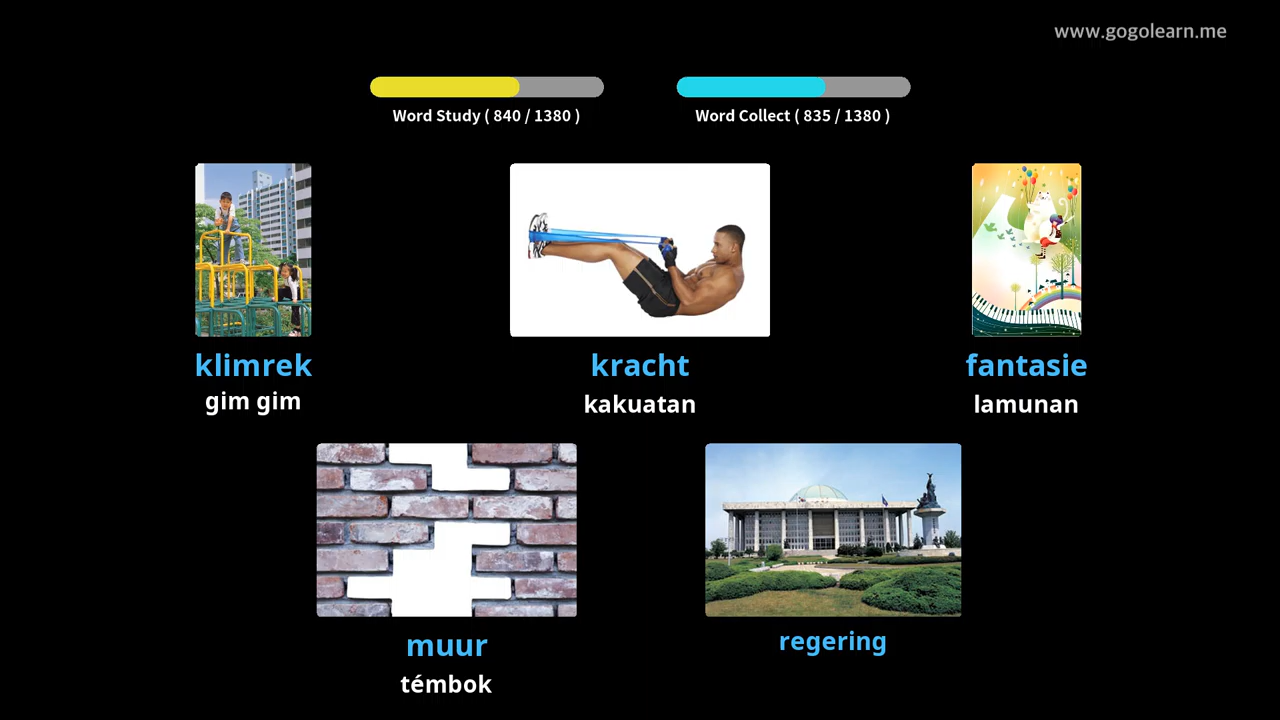 www.gogolearn.me
Word Study ( 840 / 1380 )
Word Collect ( 835 / 1380 )
klimrek
gim gim
kracht
kakuatan
fantasie
lamunan
muur
témbok
regering